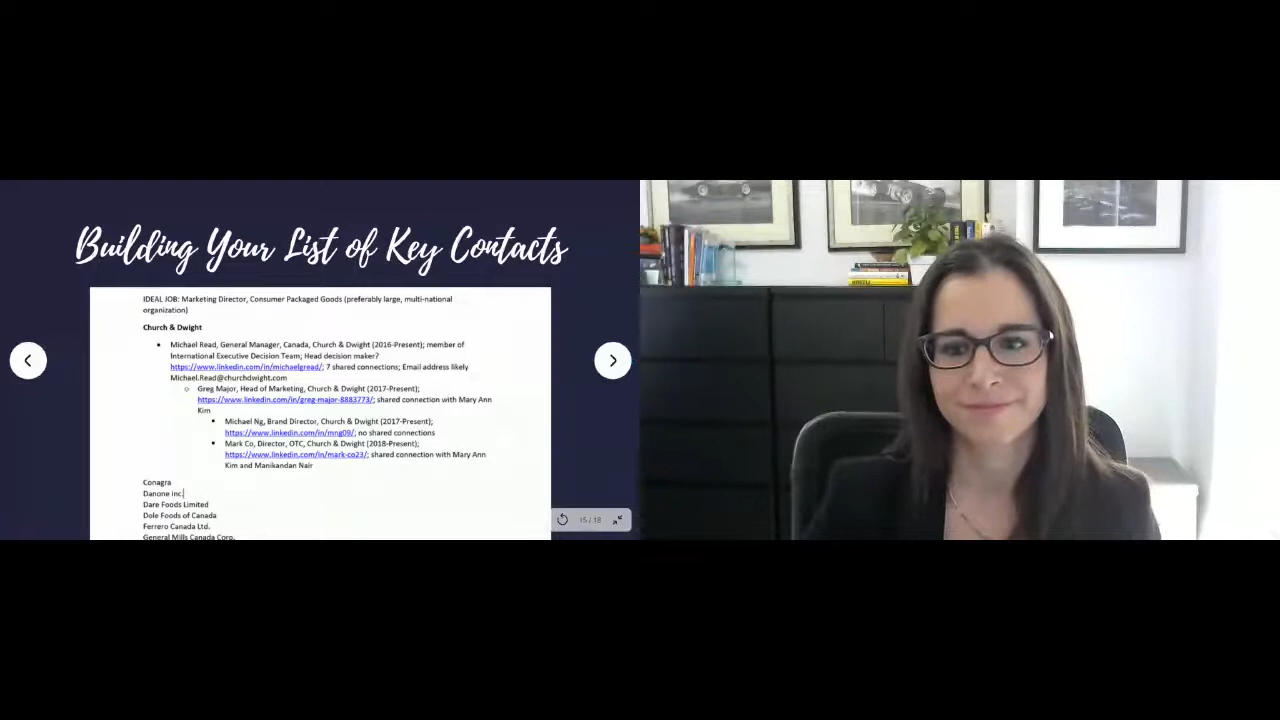 Building Your List of Key Contacts
IDEAL JOB: Marketing Director, Consumer Packaged Goods (preferably large, multi-national
organization)
Church & Dwight
• Michael Read, General Manager, Canada, Church & Dwight (2016-Present); member of
International Executive Decision Team; Head decision maker?
https://www.linkedin.com/in/michaelgread/; 7 shared connections; Email address likely
Michael.Read@churchdwight.com
○ Greg Major, Head of Marketing, Church & Dwight (2017-Present);
https://www.linkedin.com/in/greg-major-8883773/; shared connection with Mary Ann
Kim
▪ Michael Ng, Brand Director, Church & Dwight (2017-Present);
https://www.linkedin.com/in/mng09/; no shared connections
▪ Mark Co, Director, OTC, Church & Dwight (2018-Present);
https://www.linkedin.com/in/mark-co23/; shared connection with Mary Ann
Kim and Manikandan Nair
Conagra
Danone Inc.
Dare Foods Limited
Dole Foods of Canada
Ferrero Canada Ltd.
General Mills Canada Corp.
15 / 18